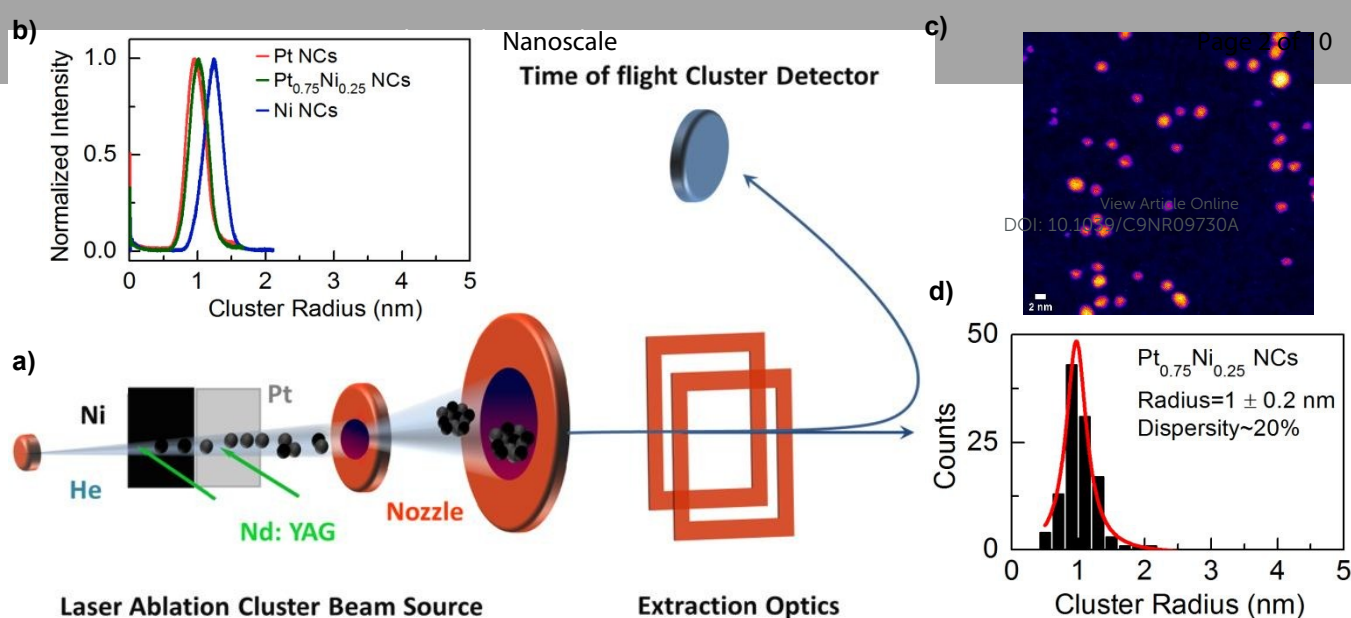 Nanoscale
Page 2 of 10
View Article Online
DOI: 10.1039/C9NR09730A
b)
Normalized Intensity
1.0
0.5
0.0
Pt NCs
Pt0.75Ni0.25 NCs
Ni NCs
0 1 2 3 4 5
Cluster Radius (nm)
Time of flight Cluster Detector
c)
2 nm
a)
Ni
Pt
He
Nd: YAG
Nozzle
Laser Ablation Cluster Beam Source
Extraction Optics
d)
Counts
50
25
0
Pt0.75Ni0.25 NCs
Radius=1 ± 0.2 nm
Dispersity~20%
0 1 2 3 4 5
Cluster Radius (nm)